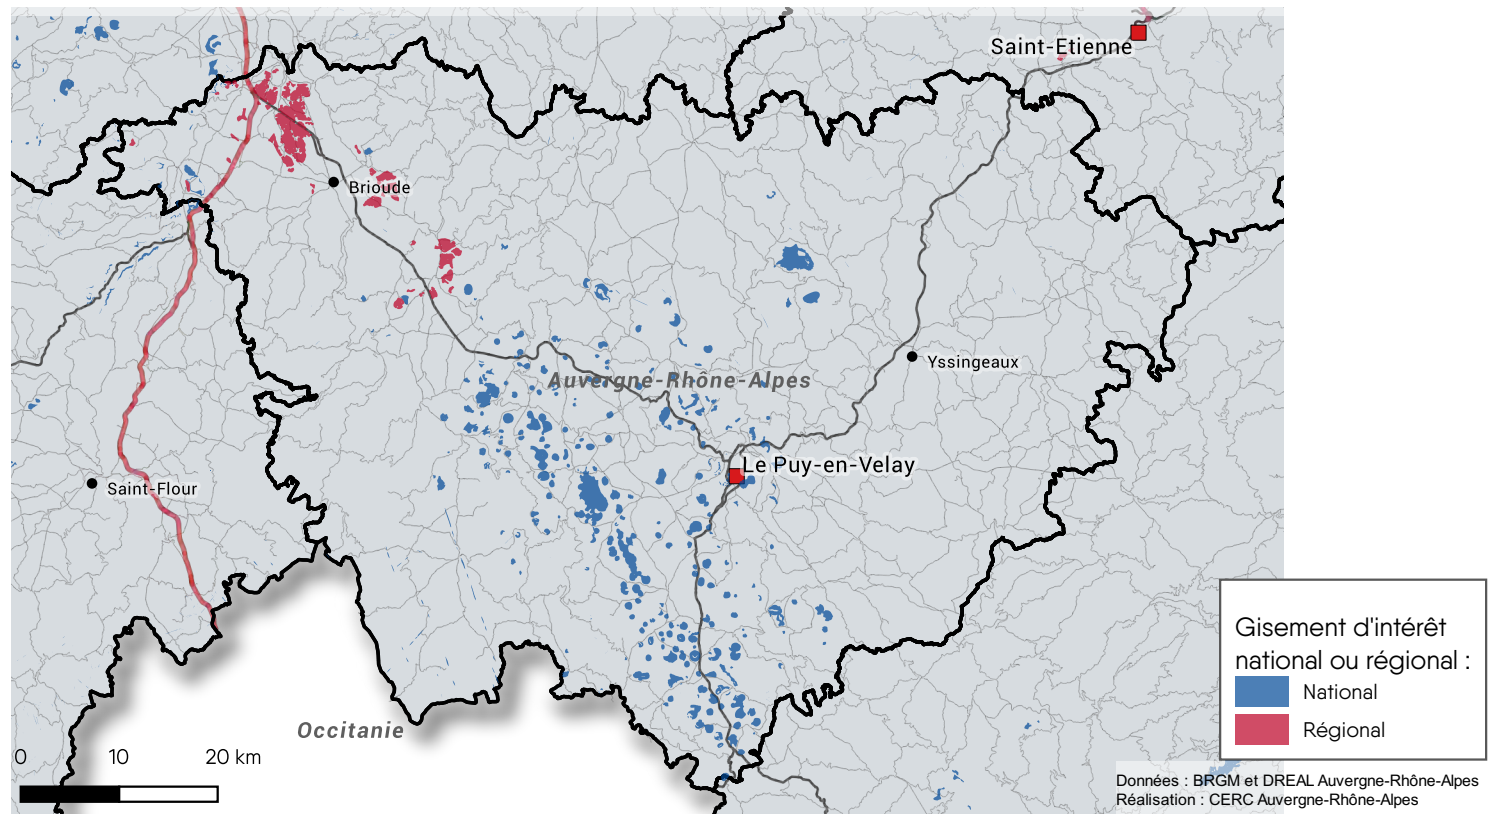 Saint-Etienne
Brioude
Yssingeaux
Auvergne-Rhône-Alpes
Le Puy-en-Velay
Saint-Flour
Occitanie
0 10 20 km
Gisement d'intérêt
national ou régional :
National
Régional
Données : BRGM et DREAL Auvergne-Rhône-Alpes
Réalisation : CERC Auvergne-Rhône-Alpes